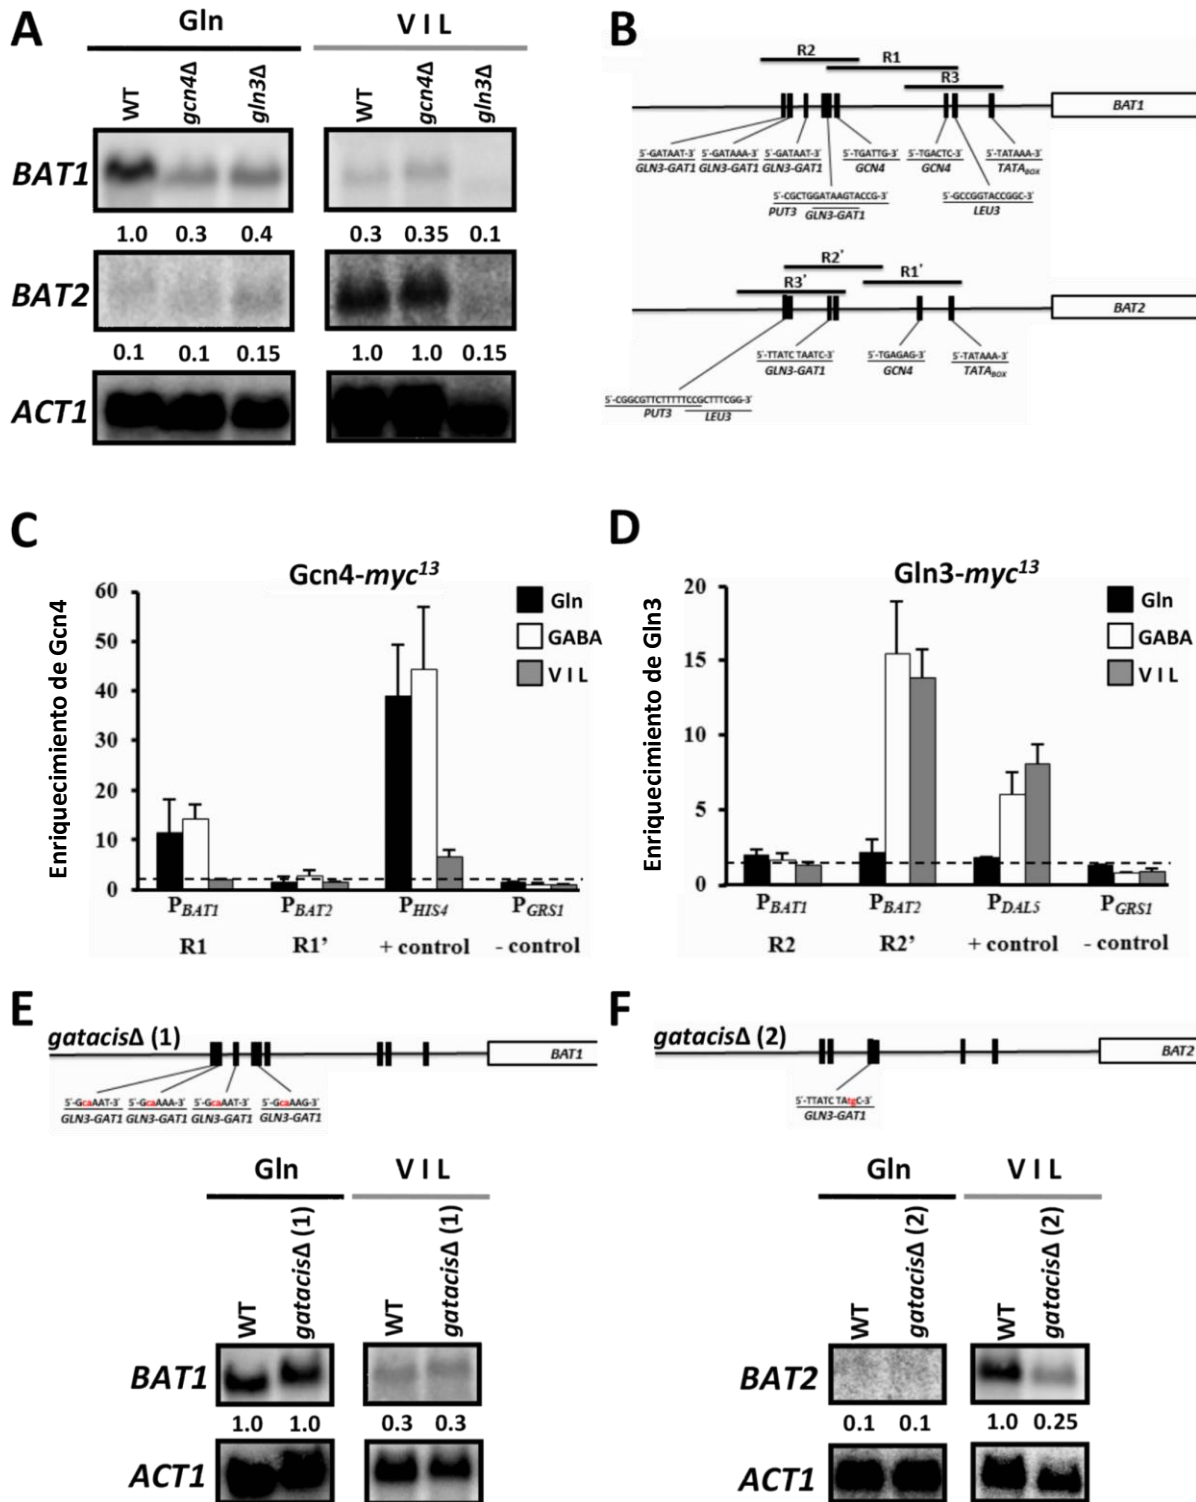 A
Gln
V I L
WT
gcn4Δ
gln3Δ
WT
gcn4Δ
gln3Δ
BAT1
1.0 0.3 0.4 0.3 0.35 0.1
BAT2
0.1 0.1 0.15 1.0 1.0 0.15
ACT1
B
R2
R1
R3
BAT1
5´-GATAAT-3´ 5´-GATAAA-3´ 5´-GATAAT-3´ 5´-TGATTG-3´ 5´-TGACTC-3´ 5´-TATAAA-3´
GLN3-GAT1 GLN3-GAT1 GLN3-GAT1 GCN4 GCN4 TATABOX
5´-CGCTGGATAAGTACCG-3´ 5´-GCCGGTACCGGC-3´
PUT3 GLN3-GAT1 LEU3
R2’
R3’
R1’
BAT2
5´-TTATC TAATC-3´ 5´-TGAGAG-3´ 5´-TATAAA-3´
GLN3-GAT1 GCN4 TATABOX
5´-CGGCGTTCTTTTTCCGCTTTCGG-3´
PUT3 LEU3
C
Gcn4-myc13
Enriquecimiento de Gcn4
60
50
40
30
20
10
0
Gln
GABA
V I L
PBAT1 PBAT2 PHIS4 PGRS1
R1 R1’ + control - control
D
Gln3-myc13
Enriquecimiento de Gln3
20
15
10
5
0
Gln
GABA
V I L
PBAT1 PBAT2 PDAL5 PGRS1
R2 R2’ + control - control
E
gatacisΔ (1)
BAT1
5´-GcaAAT-3´ 5´-GcaAAA-3´ 5´-GcaAAT-3´ 5´-GcaAAG-3´
GLN3-GAT1 GLN3-GAT1 GLN3-GAT1 GLN3-GAT1
Gln
V I L
WT
gatacisΔ (1)
WT
gatacisΔ (1)
BAT1
1.0 1.0 0.3 0.3
ACT1
F
gatacisΔ (2)
BAT2
5´-TTATC TAtgC-3´
GLN3-GAT1
Gln
V I L
WT
gatacisΔ (2)
WT
gatacisΔ (2)
BAT2
0.1 0.1 1.0 0.25
ACT1